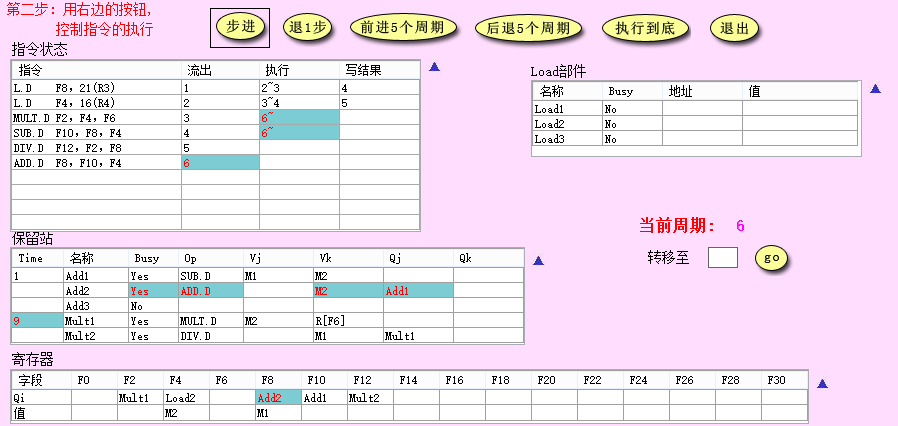 第二步：用右边的按钮，
控制指令的执行
步进 退1步 前进5个周期 后退5个周期 执行到底 退出
指令状态
指令 流出 执行 写结果
L.D F8, 21(R3) 1 2~3 4
L.D F4, 16(R4) 2 3~4 5
MULT.D F2, F4, F6 3 6~
SUB.D F10, F8, F4 4 6~
DIV.D F12, F2, F8 5
ADD.D F8, F10, F4 6
Load部件
名称 Busy 地址 值
Load1 No
Load2 No
Load3 No
当前周期： 6
转移至 go
保留站
Time 名称 Busy Op Vj Vk Qj Qk
1 Add1 Yes SUB.D M1 M2
Add2 Yes ADD.D M2 Add1
Add3 No
9 Mult1 Yes MULT.D M2 R[F6]
Mult2 Yes DIV.D M1 Mult1
寄存器
字段 F0 F2 F4 F6 F8 F10 F12 F14 F16 F18 F20 F22 F24 F26 F28 F30
Qi Mult1 Load2 Add2 Add1 Mult2
值 M2 M1